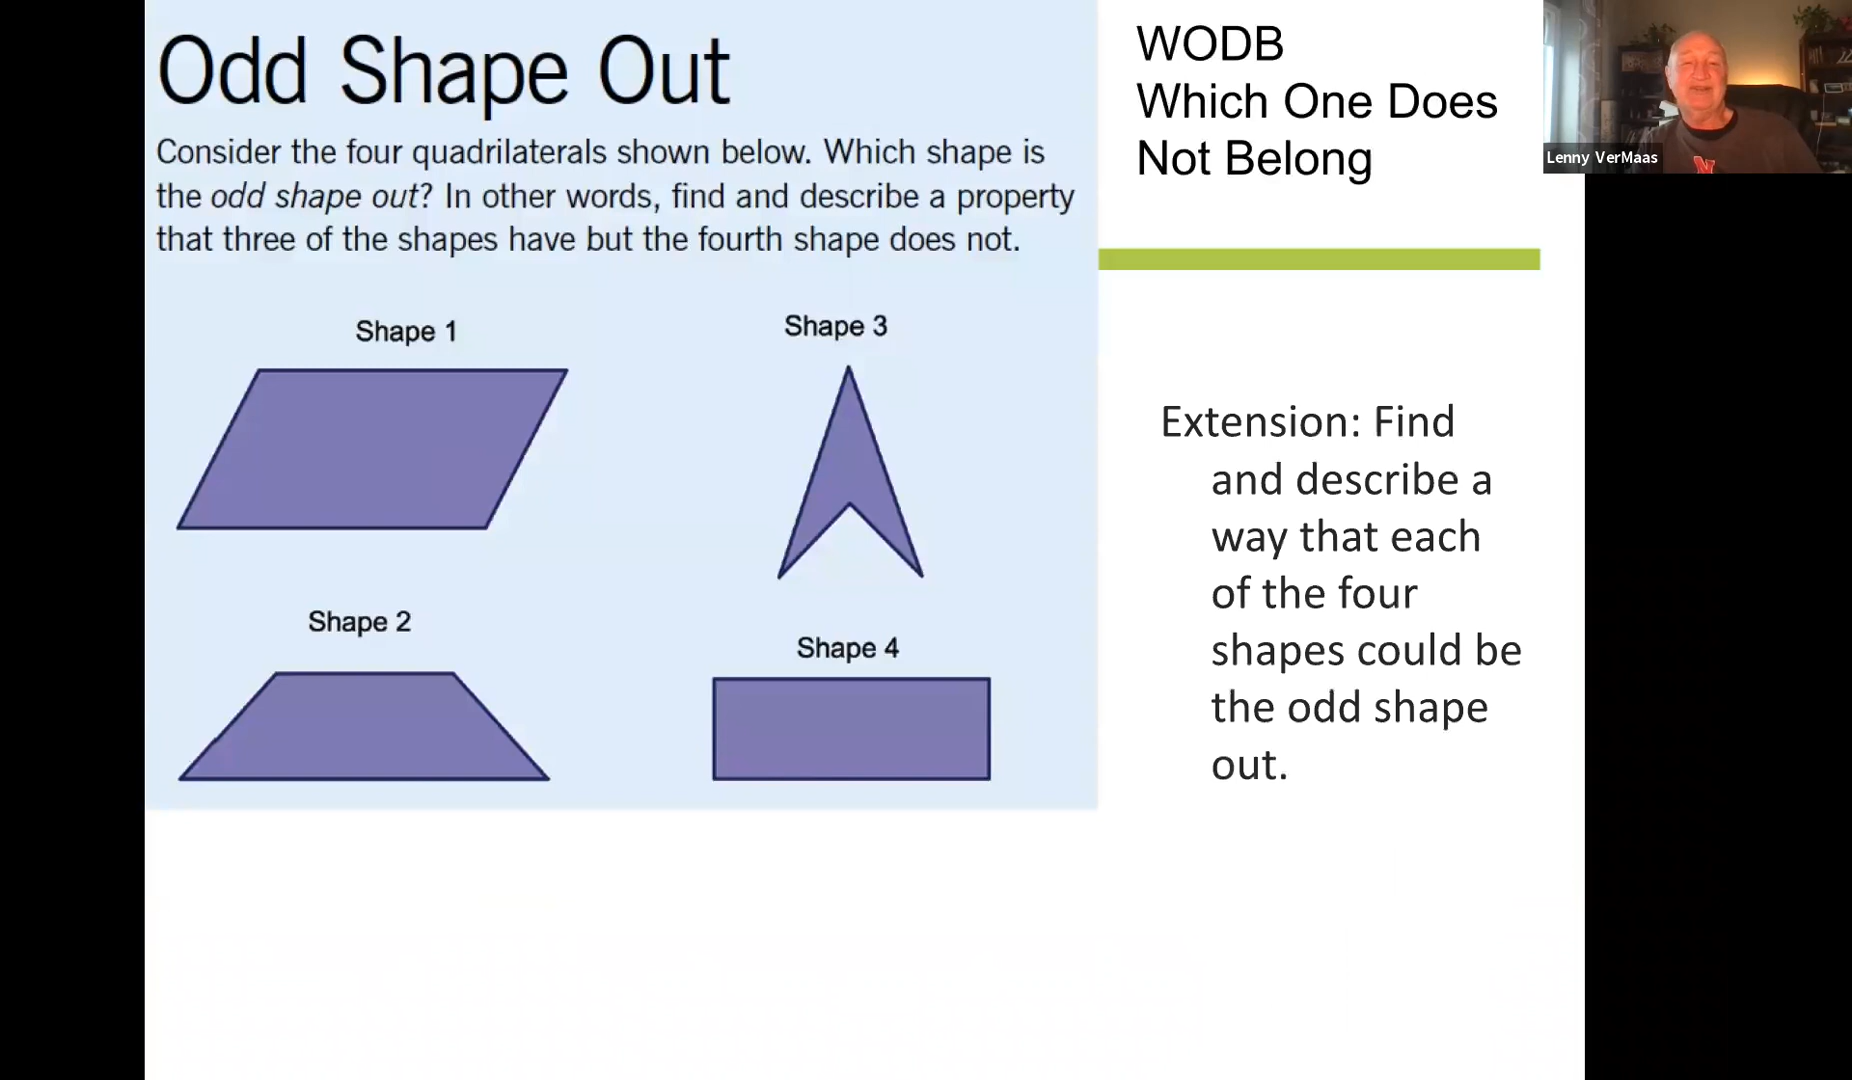 Odd Shape Out
Consider the four quadrilaterals shown below. Which shape is
the odd shape out? In other words, find and describe a property
that three of the shapes have but the fourth shape does not.
Shape 1
Shape 3
Shape 2
Shape 4
WODB
Which One Does
Not Belong
Extension: Find
and describe a
way that each
of the four
shapes could be
the odd shape
out.
Lenny VerMaas
N